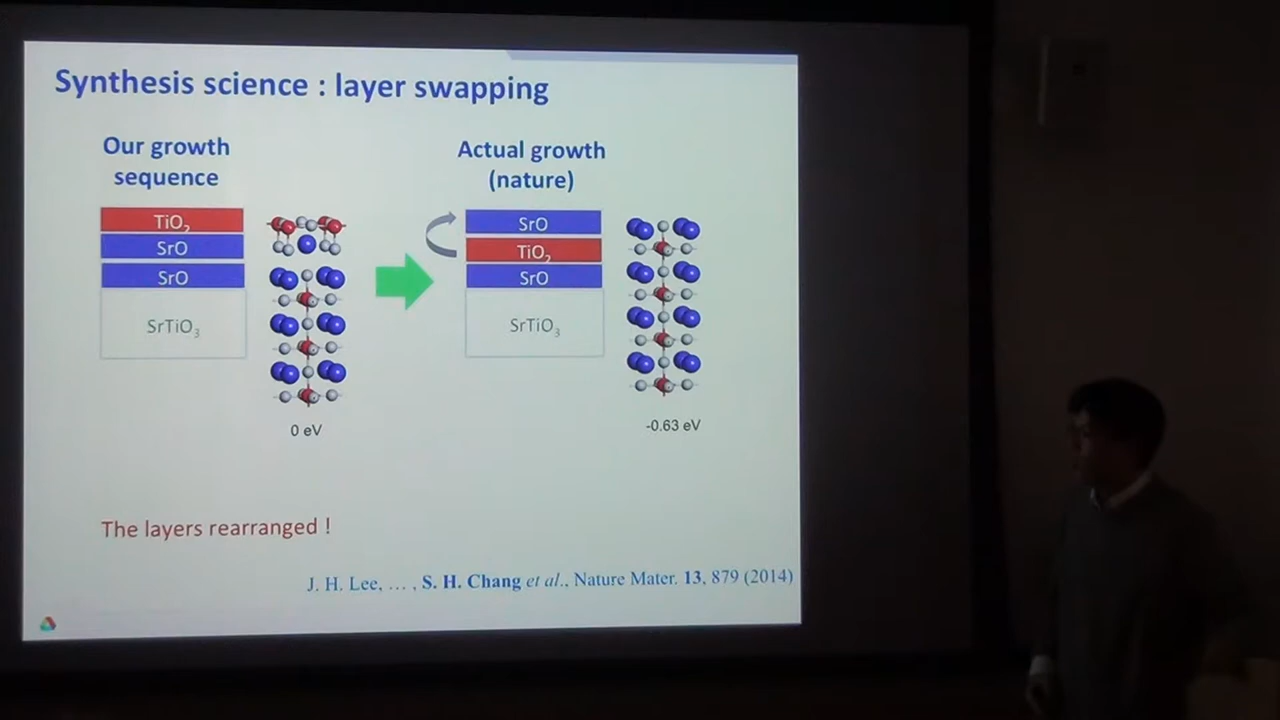 Synthesis science : layer swapping
Our growth
sequence
TiO₂
SrO
SrO
SrTiO₃
0 eV
Actual growth
(nature)
SrO
TiO₂
SrO
SrTiO₃
-0.63 eV
The layers rearranged !
J. H. Lee, … , S. H. Chang et al., Nature Mater. 13, 879 (2014)